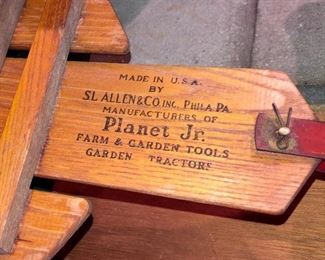 MADE IN U.S.A.
BY
S.L. ALLEN & CO. INC. PHILA. PA.
MANUFACTURERS OF
Planet Jr.
FARM & GARDEN TOOLS
GARDEN TRACTORS